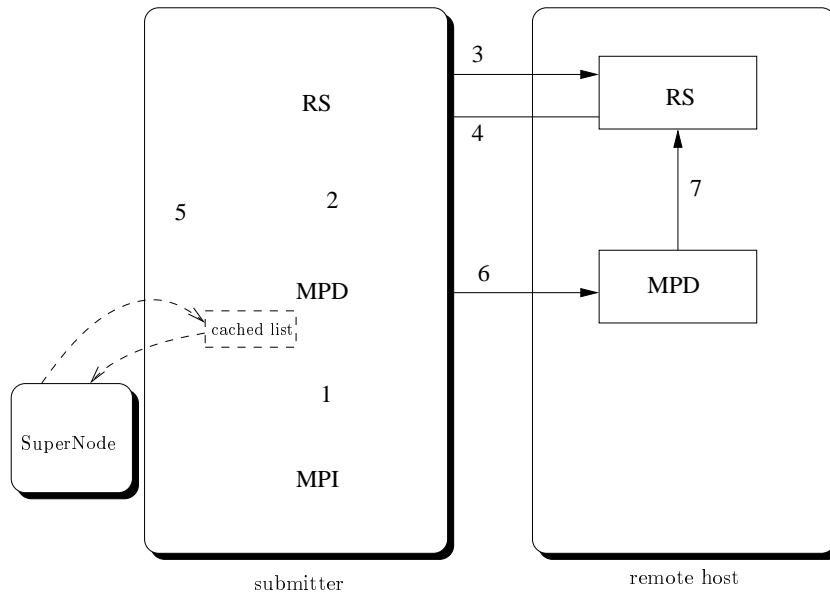 3
RS
RS
4
2
5
7
6
MPD
MPD
cached list
1
SuperNode
MPI
submitter
remote host